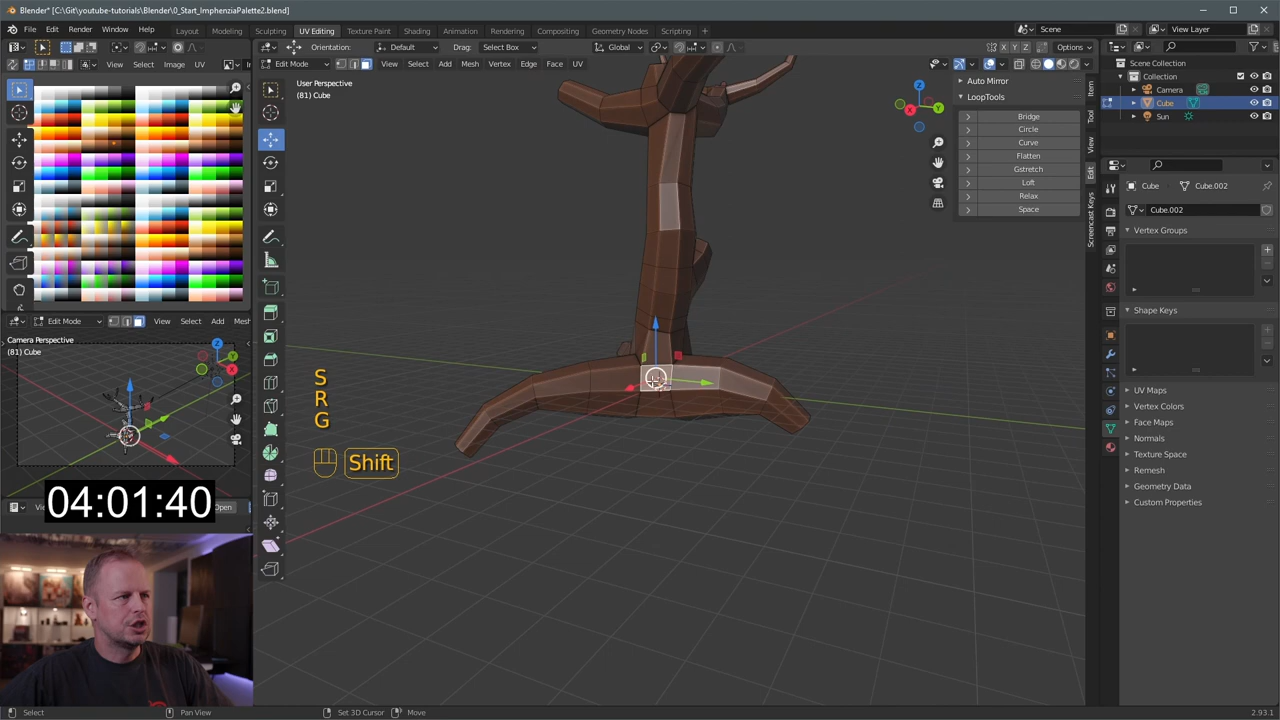 Blender* [C:\Git\youtube-tutorials\Blender\0_Start_ImphenziaPalette2.blend]
File Edit Render Window Help Layout Modeling Sculpting UV Editing Texture Paint Shading Animation Rendering Compositing Geometry Nodes Scripting + Scene View Layer
Orientation: Default Drag: Select Box Global X Y Z Options
View Select Image UV Edit Mode View Select Add Mesh Vertex Edge Face UV
User Perspective
(81) Cube
Auto Mirror
LoopTools
Bridge
Circle
Curve
Flatten
Gstretch
Loft
Relax
Space
Item
Tool
View
Edit
Screencast Keys
Scene Collection
Collection
Camera
Cube
Sun
Cube Cube.002
Cube.002
Vertex Groups
Shape Keys
UV Maps
Vertex Colors
Face Maps
Normals
Texture Space
Remesh
Geometry Data
Custom Properties
Edit Mode View Select Add Mesh
Camera Perspective
(81) Cube
S
R
G
Shift
04:01:40
Open
Select Pan View Set 3D Cursor Move 2.93.1